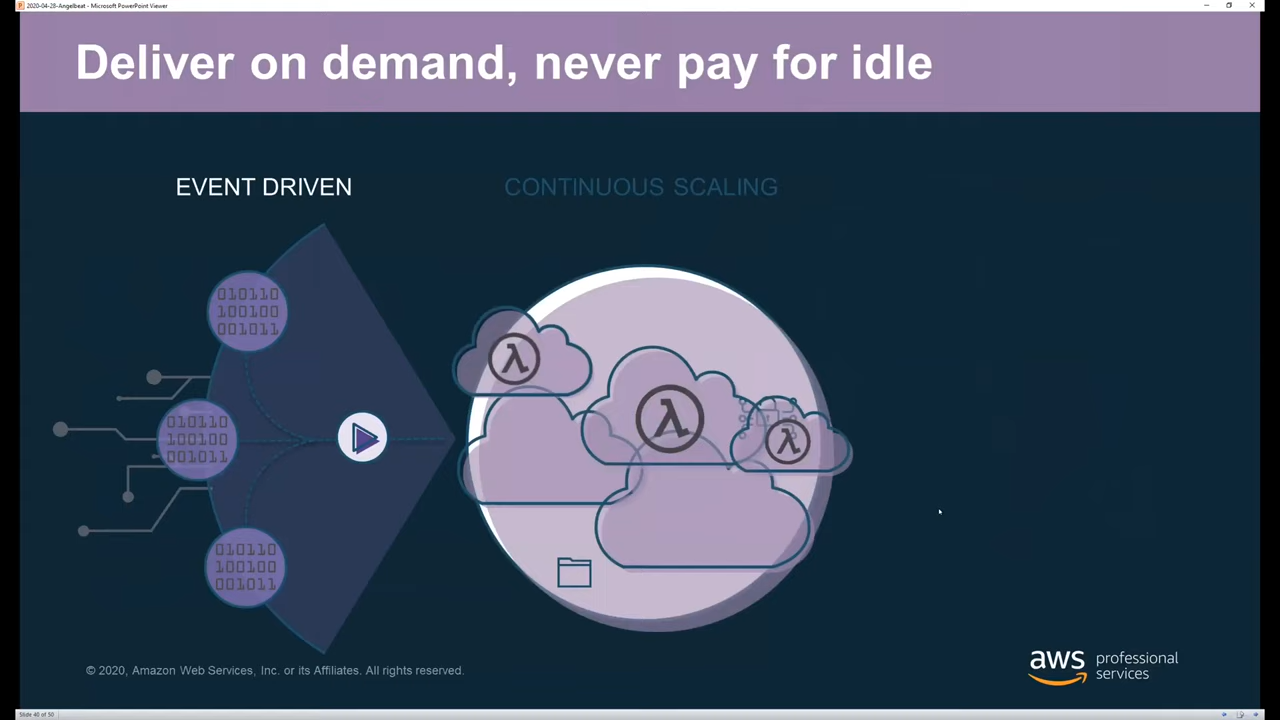 2020-04-28-Angelbeat - Microsoft PowerPoint Viewer
Deliver on demand, never pay for idle
EVENT DRIVEN
CONTINUOUS SCALING
010110
100100
001011
010110
100100
001011
010110
100100
001011
λ
λ
λ
© 2020, Amazon Web Services, Inc. or its Affiliates. All rights reserved.
aws professional
services
Slide 40 of 50